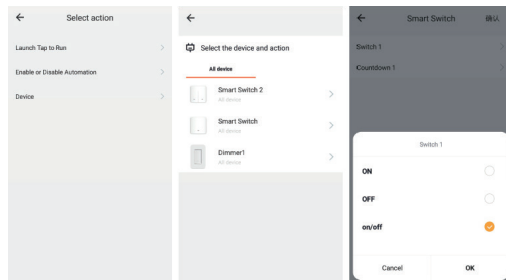 Select action
Launch Tap to Run
Enable or Disable Automation
Device
Select the device and action
All device
Smart Switch 2
All device
Smart Switch
All device
Dimmer1
All device
Smart Switch 确认
Switch 1
Countdown 1
Switch 1
ON
OFF
on/off
Cancel OK